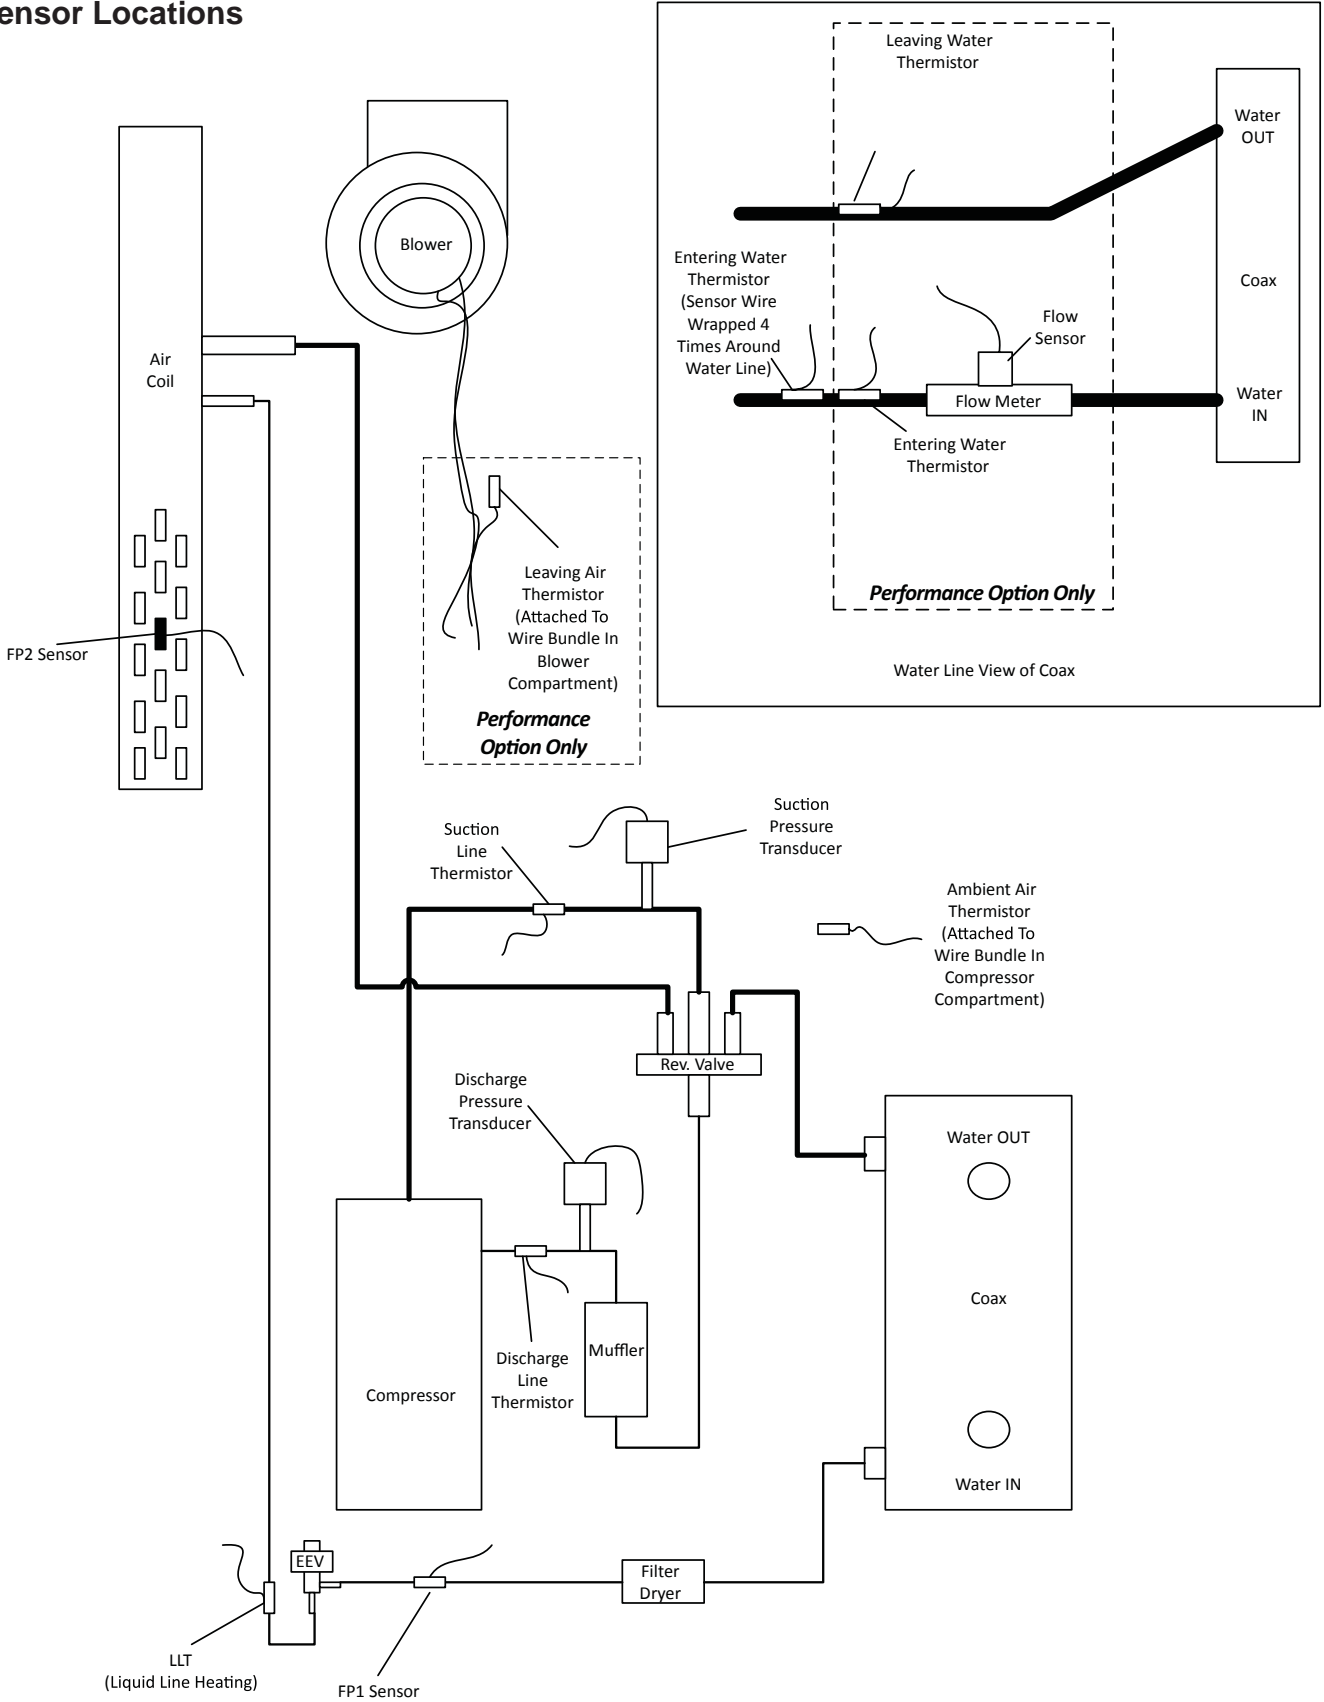 ensor Locations
Leaving Water
Thermistor
Water
OUT
Blower
Entering Water
Thermistor
(Sensor Wire
Wrapped 4
Times Around
Water Line)
Coax
Flow
Sensor
Air
Coil
Flow Meter
Water
IN
Entering Water
Thermistor
Leaving Air
Thermistor
(Attached To
Wire Bundle In
Blower
Compartment)
Performance Option Only
FP2 Sensor
Water Line View of Coax
Performance
Option Only
Suction
Pressure
Transducer
Suction
Line
Thermistor
Ambient Air
Thermistor
(Attached To
Wire Bundle In
Compressor
Compartment)
Rev. Valve
Discharge
Pressure
Transducer
Water OUT
Coax
Muffler
Discharge
Line
Thermistor
Compressor
Water IN
EEV
Filter
Dryer
LLT
(Liquid Line Heating)
FP1 Sensor